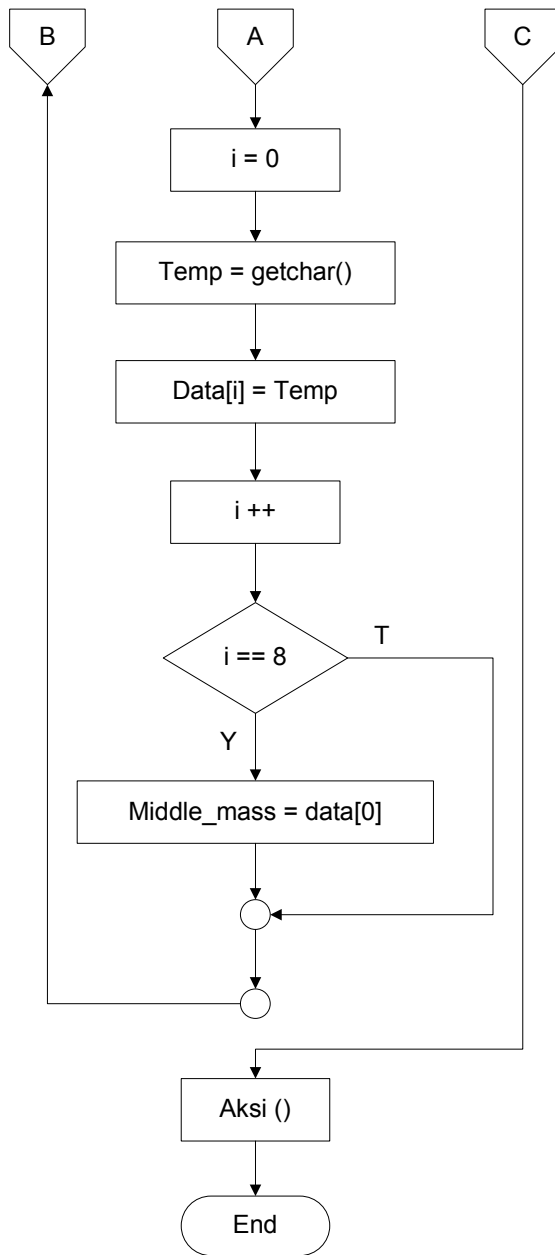 B
A
C
i = 0
Temp = getchar()
Data[i] = Temp
i ++
i == 8
T
Y
Middle_mass = data[0]
Aksi ()
End